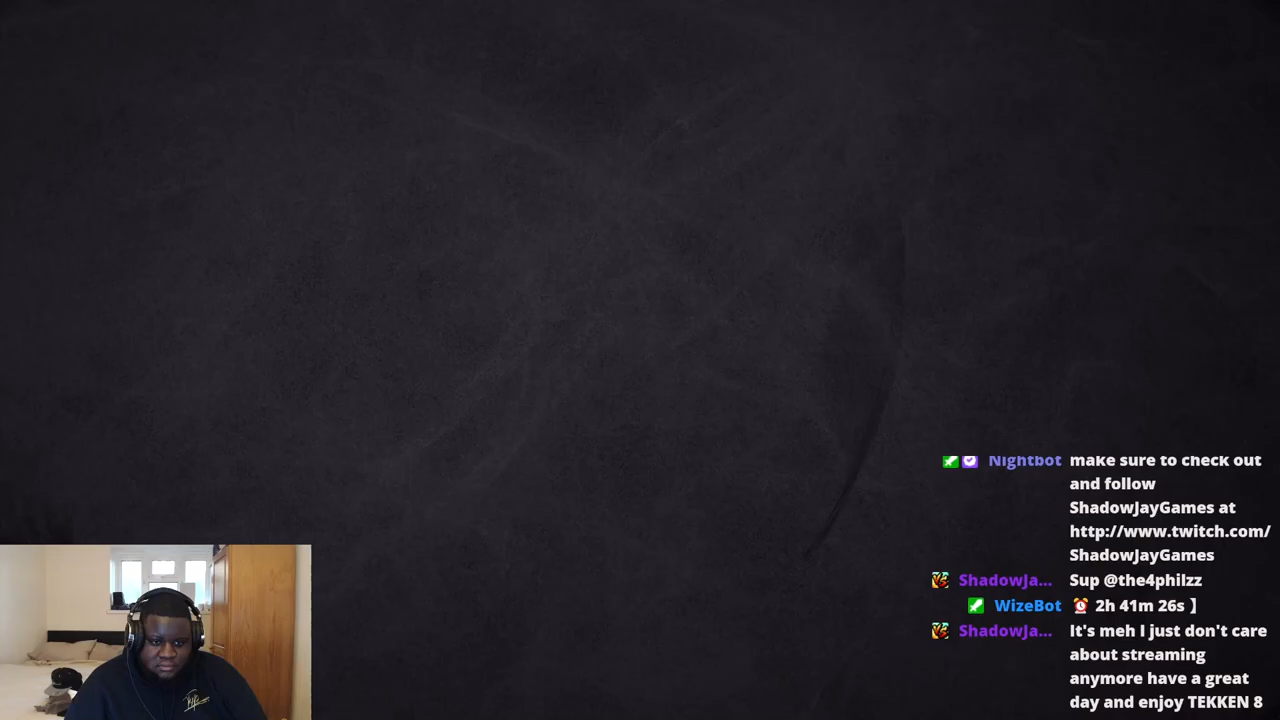 Nightbot make sure to check out
and follow
ShadowJayGames at
http://www.twitch.com/
ShadowJayGames
ShadowJa... Sup @the4philzz
WizeBot ⏰ 2h 41m 26s 】
ShadowJa... It's meh I just don't care
about streaming
anymore have a great
day and enjoy TEKKEN 8